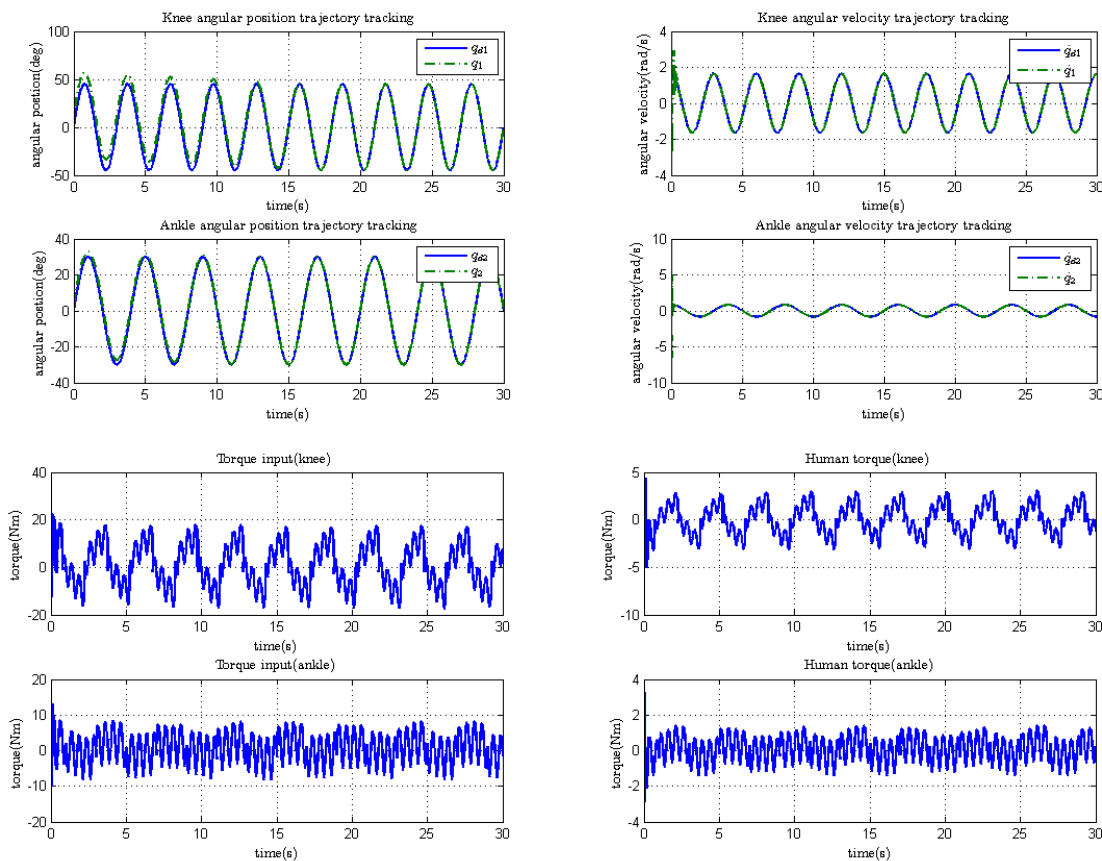 Knee angular position trajectory tracking
angular position(deg)
100
50
0
-50
q_d1
q_1
0 5 10 15 20 25 30
time(s)
Knee angular velocity trajectory tracking
angular velocity(rad/s)
4
2
0
-2
-4
q̇_d1
q̇_1
0 5 10 15 20 25 30
time(s)
Ankle angular position trajectory tracking
angular position(deg)
40
20
0
-20
-40
q_d2
q_2
0 5 10 15 20 25 30
time(s)
Ankle angular velocity trajectory tracking
angular velocity(rad/s)
10
5
0
-5
-10
q̇_d2
q̇_2
0 5 10 15 20 25 30
time(s)
Torque input(knee)
torque(Nm)
40
20
0
-20
0 5 10 15 20 25 30
time(s)
Human torque(knee)
torque(Nm)
5
0
-5
-10
0 5 10 15 20 25 30
time(s)
Torque input(ankle)
torque(Nm)
20
10
0
-10
-20
0 5 10 15 20 25 30
time(s)
Human torque(ankle)
torque(Nm)
4
2
0
-2
-4
0 5 10 15 20 25 30
time(s)